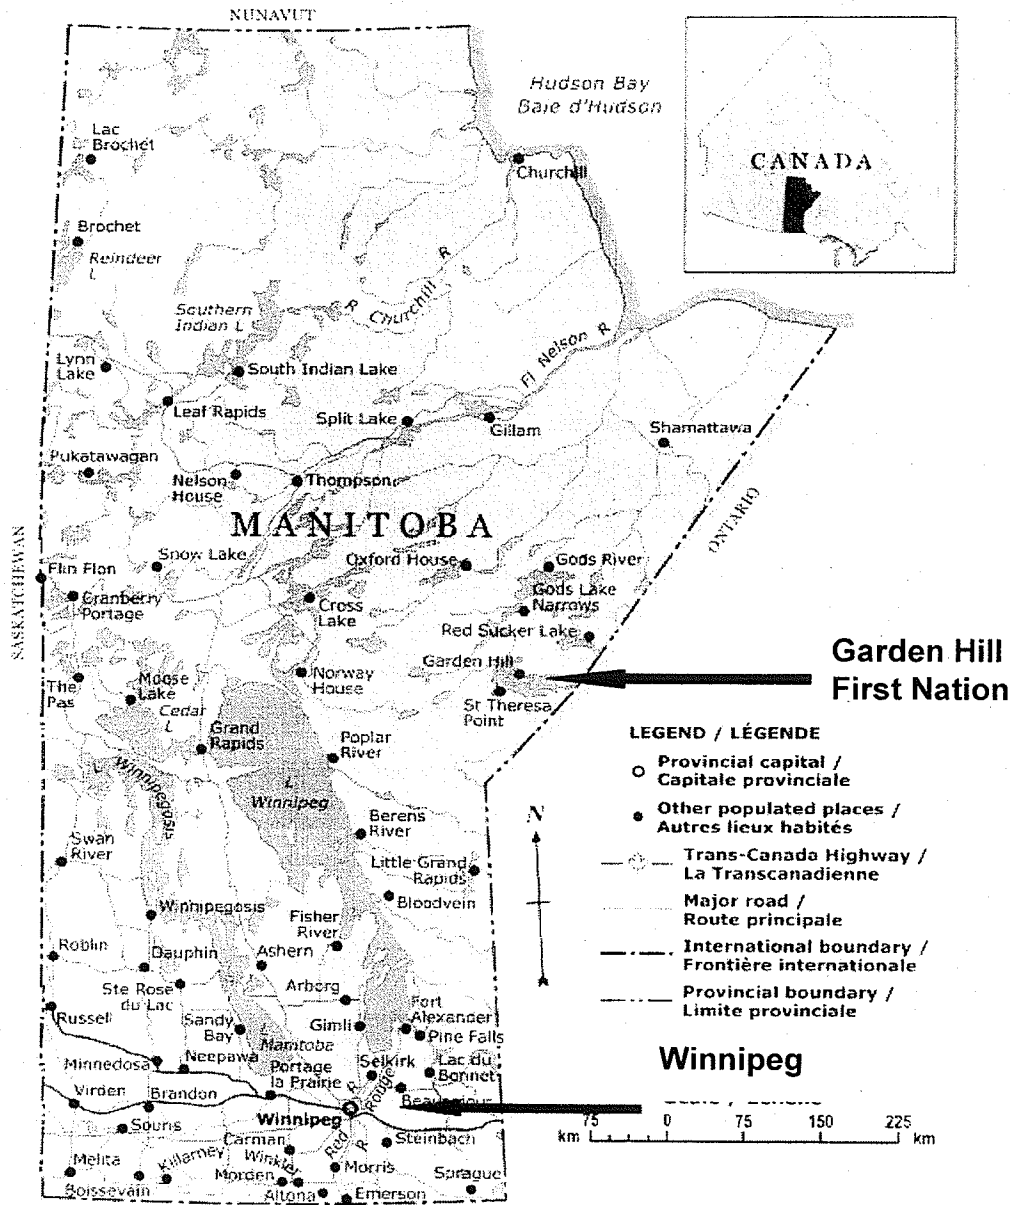 NUNAVUT
Hudson Bay
Baie d'Hudson
CANADA
Lac
Brochet
Churchill
Brochet
Reindeer
L
Southern
Indian L
R Churchill R
Fl Nelson R
Lynn
Lake
South Indian Lake
Leaf Rapids
Split Lake
Gillam
Shamattawa
Pukatawagan
Nelson
House
Thompson
MANITOBA
ONTARIO
SASKATCHEWAN
Snow Lake
Oxford House
Gods River
Flin Flon
Cranberry
Portage
Cross
Lake
Gods Lake
Narrows
Red Sucker Lake
Garden Hill
Garden Hill
First Nation
The
Pas
Moose
Lake
Cedar
L
Norway
House
St Theresa
Point
Grand
Rapids
Poplar
River
LEGEND / LÉGENDE
Provincial capital /
Capitale provinciale
Other populated places /
Autres lieux habités
Trans-Canada Highway /
La Transcanadienne
Major road /
Route principale
International boundary /
Frontière internationale
Provincial boundary /
Limite provinciale
N
L
Winnipegosis
L
Winnipeg
Berens
River
Swan
River
Little Grand
Rapids
Bloodvein
Winnipegosis
Fisher
River
Roblin
Dauphin
Ashern
Ste Rose
du Lac
Arborg
Russell
Sandy
Bay
L
Manitoba
Gimli
Fort
Alexander
Pine Falls
Minnedosa
Neepawa
Portage
la Prairie
Selkirk
Lac du
Bonnet
Winnipeg
Virden
Brandon
R Rouge
Beausejour
Winnipeg
Souris
Carman
Red R
Steinbach
75 0 75 150 225
km km
Melita
Killarney
Winkler
Morris
Boissevain
Morden
Altona
Emerson
Sprague